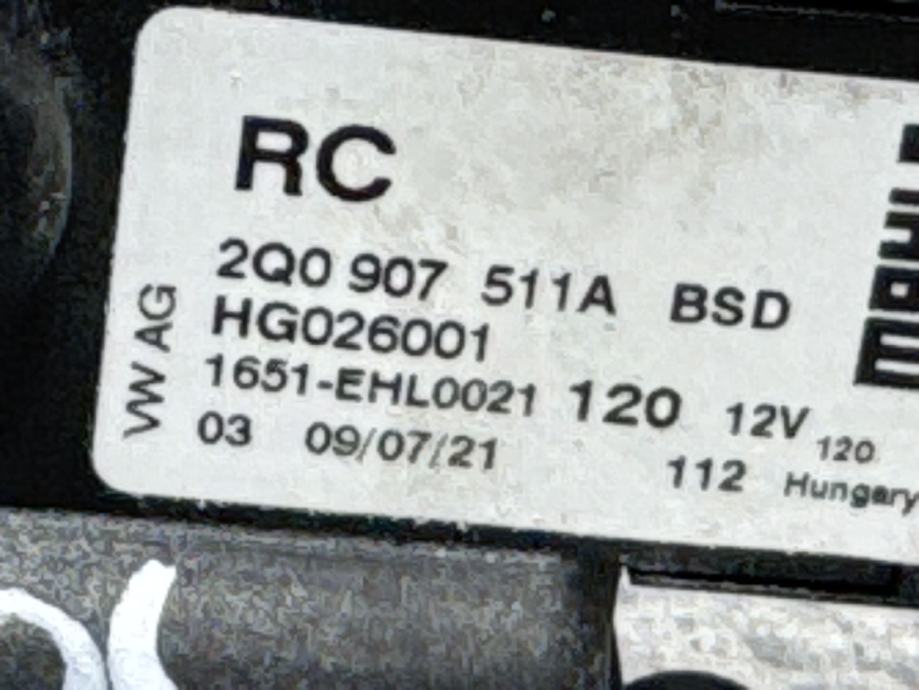 RC
2Q0 907 511A BSD
HG026001
1651-EHL0021 120 12V 120
03 09/07/21 112 Hungary
VW AG